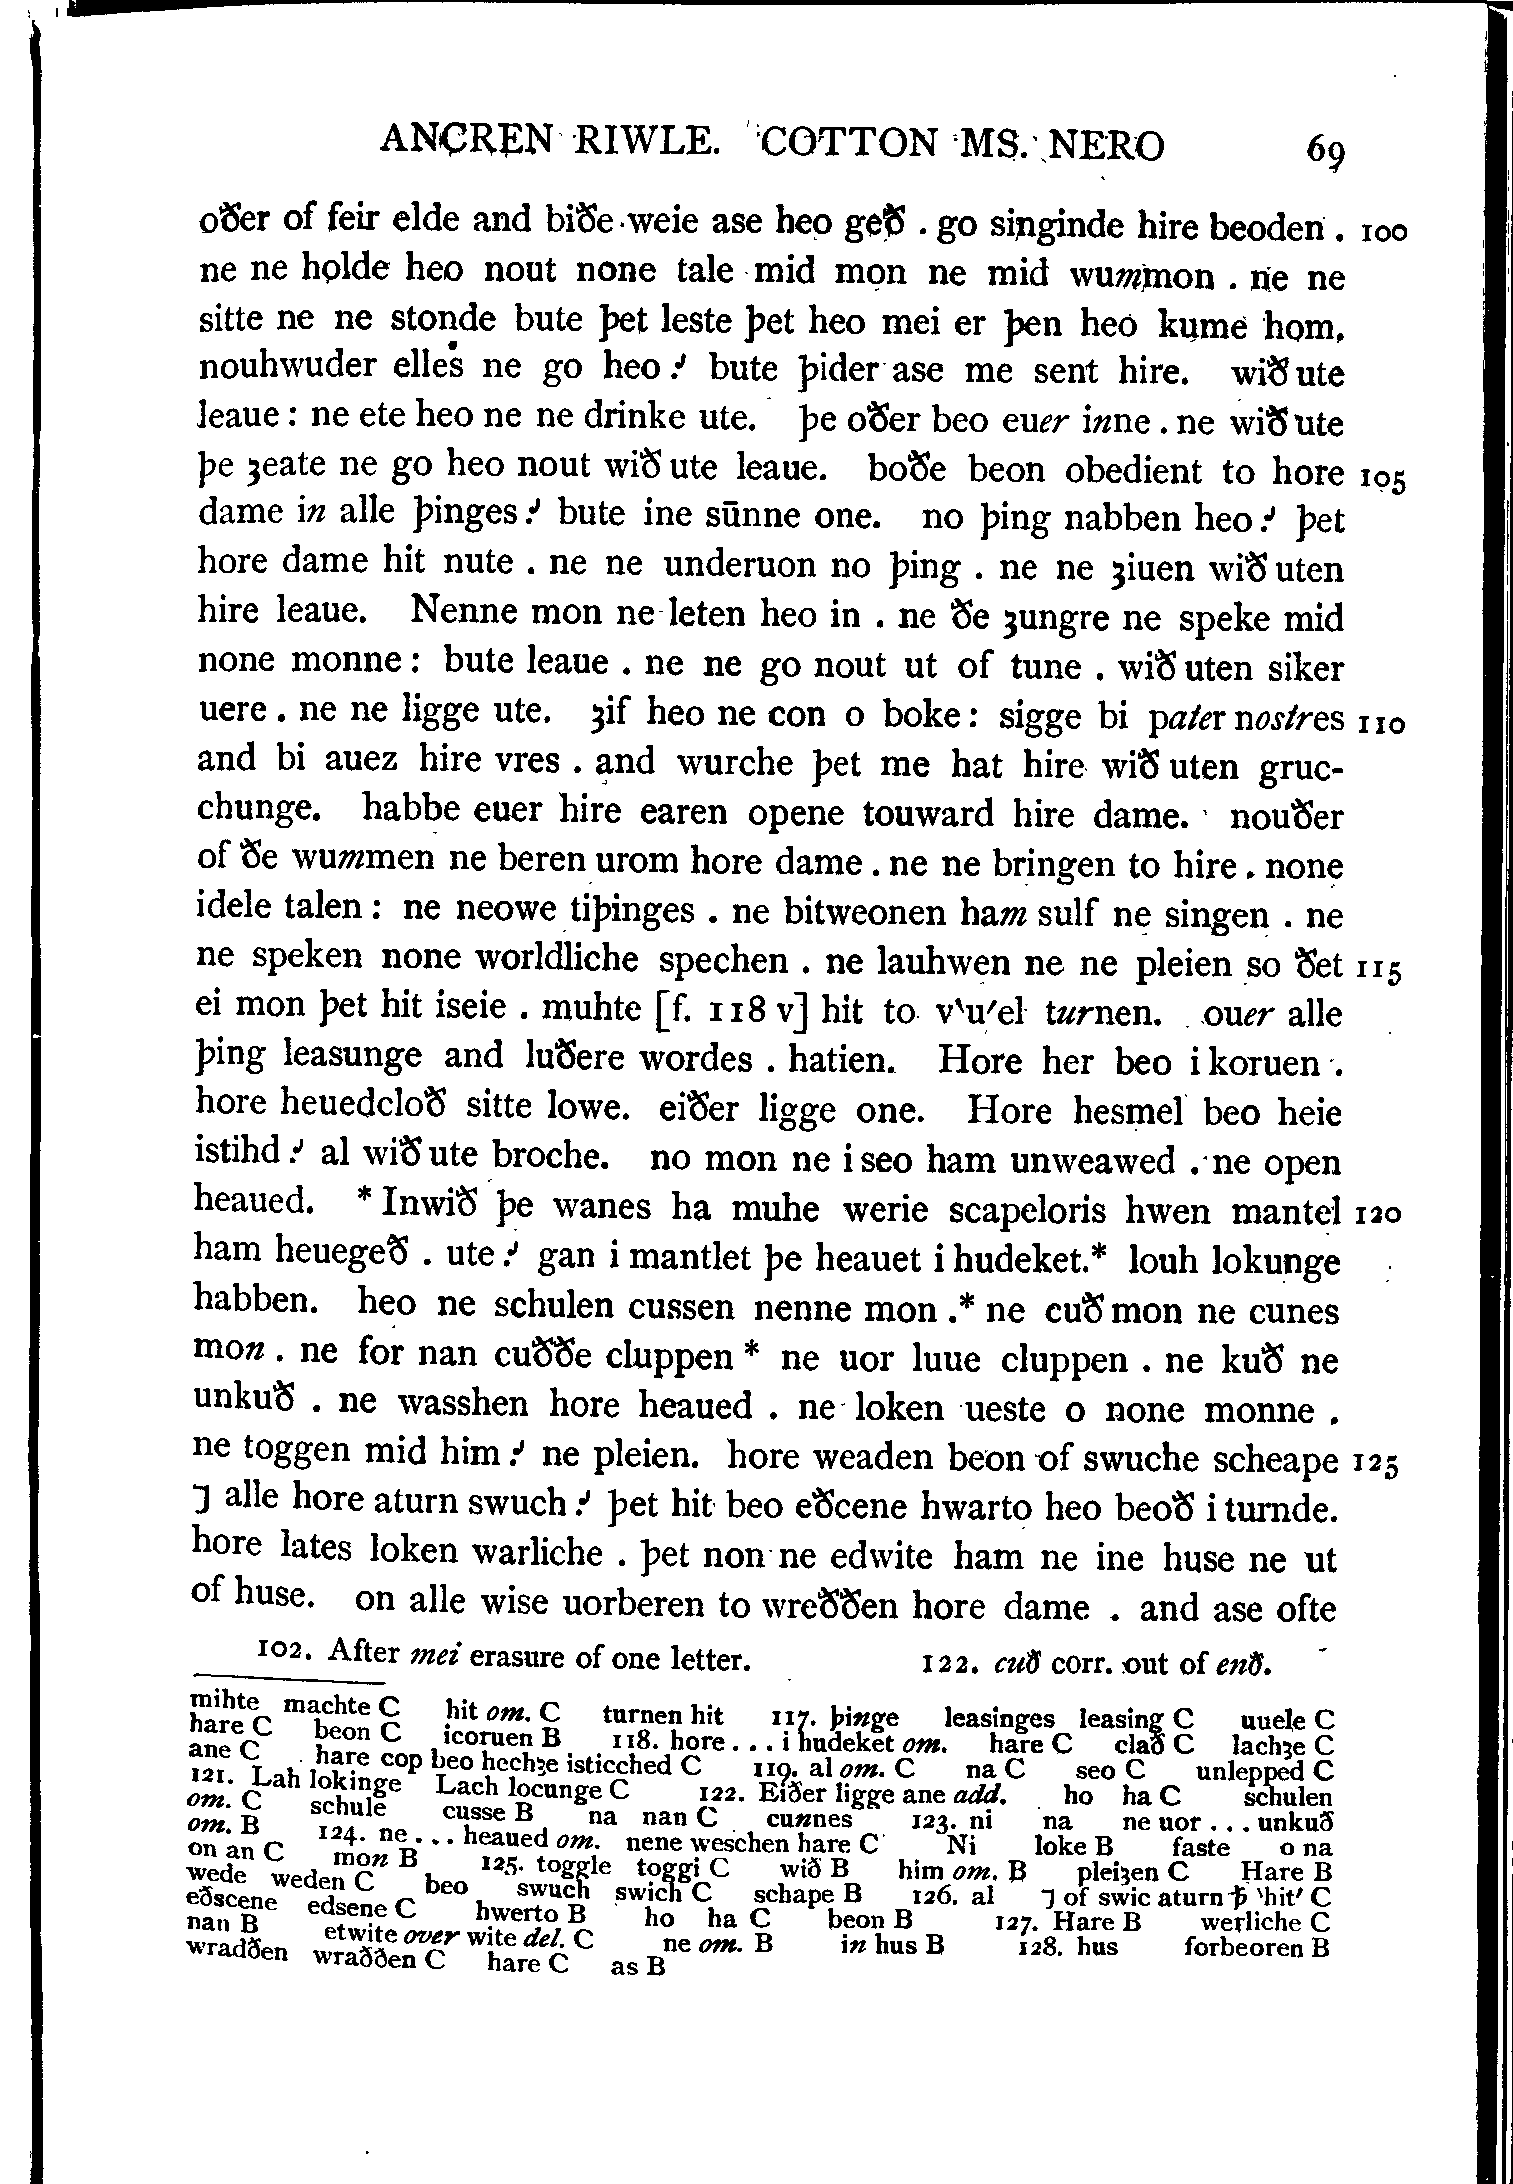 ANCREN RIWLE. COTTON MS. NERO 69
oðer of feir elde and biðe weie ase heo geð . go singinde hire beoden . 100
ne ne holde heo nout none tale mid mon ne mid wummon . ne ne
sitte ne ne stonde bute þet leste þet heo mei er þen heo kume hom.
nouhwuder elles ne go heo :' bute þider ase me sent hire. wið ute
leaue : ne ete heo ne ne drinke ute. þe oðer beo euer inne . ne wið ute
þe ȝeate ne go heo nout wið ute leaue. boðe beon obedient to hore 105
dame in alle þinges :' bute ine sūnne one. no þing nabben heo :' þet
hore dame hit nute . ne ne underuon no þing . ne ne ȝiuen wið uten
hire leaue. Nenne mon ne leten heo in . ne ðe ȝungre ne speke mid
none monne : bute leaue . ne ne go nout ut of tune . wið uten siker
uere . ne ne ligge ute. ȝif heo ne con o boke : sigge bi pater nostres 110
and bi auez hire vres . and wurche þet me hat hire wið uten gruc-
chunge. habbe euer hire earen opene touward hire dame. nouðer
of ðe wummen ne beren urom hore dame . ne ne bringen to hire . none
idele talen : ne neowe tiþinges . ne bitweonen ham sulf ne singen . ne
ne speken none worldliche spechen . ne lauhwen ne ne pleien so ðet 115
ei mon þet hit iseie . muhte [f. 118 v] hit to v‵u′el turnen. ouer alle
þing leasunge and luðere wordes . hatien. Hore her beo i koruen .
hore heuedcloð sitte lowe. eiðer ligge one. Hore hesmel beo heie
istihd :' al wið ute broche. no mon ne i seo ham unweawed . ne open
heaued. * Inwið þe wanes ha muhe werie scapeloris hwen mantel 120
ham heuegeð . ute :' gan i mantlet þe heauet i hudeket.* louh lokunge
habben. heo ne schulen cussen nenne mon .* ne cuð mon ne cunes
mon . ne for nan cuððe cluppen * ne uor luue cluppen . ne kuð ne
unkuð . ne wasshen hore heaued . ne loken ueste o none monne .
ne toggen mid him :' ne pleien. hore weaden beon of swuche scheape 125
⁊ alle hore aturn swuch :' þet hit beo eðcene hwarto heo beoð i turnde.
hore lates loken warliche . þet non ne edwite ham ne ine huse ne ut
of huse. on alle wise uorberen to wreððen hore dame . and ase ofte
102. After mei erasure of one letter. 122. cuð corr. out of enð.
mihte machte C hit om. C turnen hit 117. þinge leasinges leasing C uuele C
hare C beon C icoruen B 118. hore . . . i hudeket om. hare C clað C lachȝe C
ane C hare cop beo hechȝe isticched C 119. al om. C na C seo C unlepped C
121. Lah lokinge Lach locunge C 122. Eiðer ligge ane add. ho ha C schulen
om. C schule cusse B na nan C cunnes 123. ni na ne uor . . . unkuð
om. B 124. ne . . . heaued om. nene weschen hare C Ni loke B faste o na
on an C mon B 125. toggle toggi C wið B him om. B pleiȝen C Hare B
wede weden C beo swuch swich C schape B 126. al ⁊ of swic aturn ꝥ ‵hit′ C
eðscene edsene C hwerto B ho ha C beon B 127. Hare B werliche C
nan B etwite over wite del. C ne om. B in hus B 128. hus forbeoren B
wradðen wraððen C hare C as B